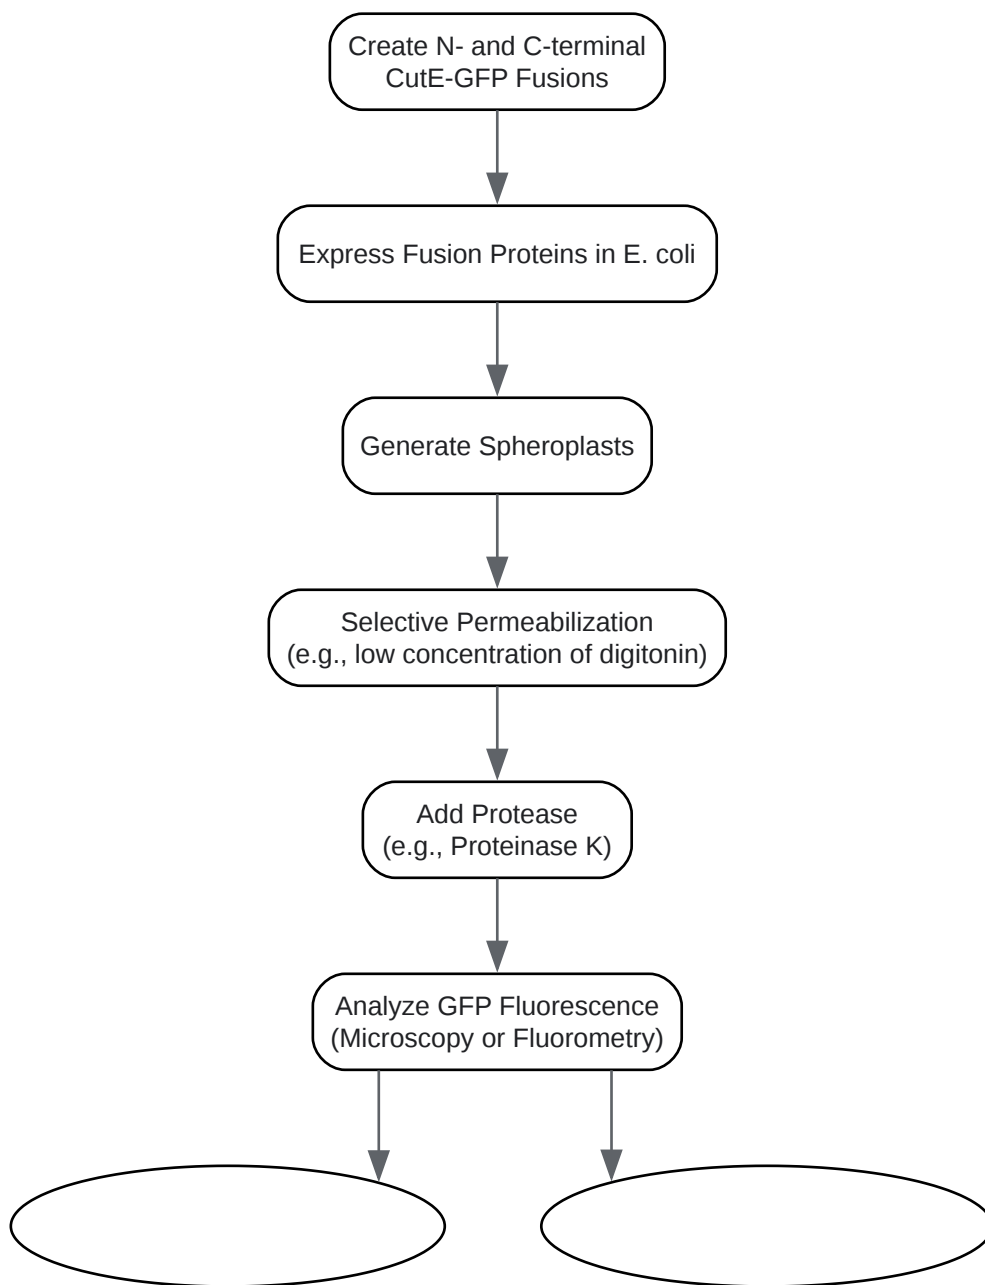 Create N- and C-terminal
CutE-GFP Fusions
Express Fusion Proteins in E. coli
Generate Spheroplasts
Selective Permeabilization
(e.g., low concentration of digitonin)
Add Protease
(e.g., Proteinase K)
Analyze GFP Fluorescence
(Microscopy or Fluorometry)